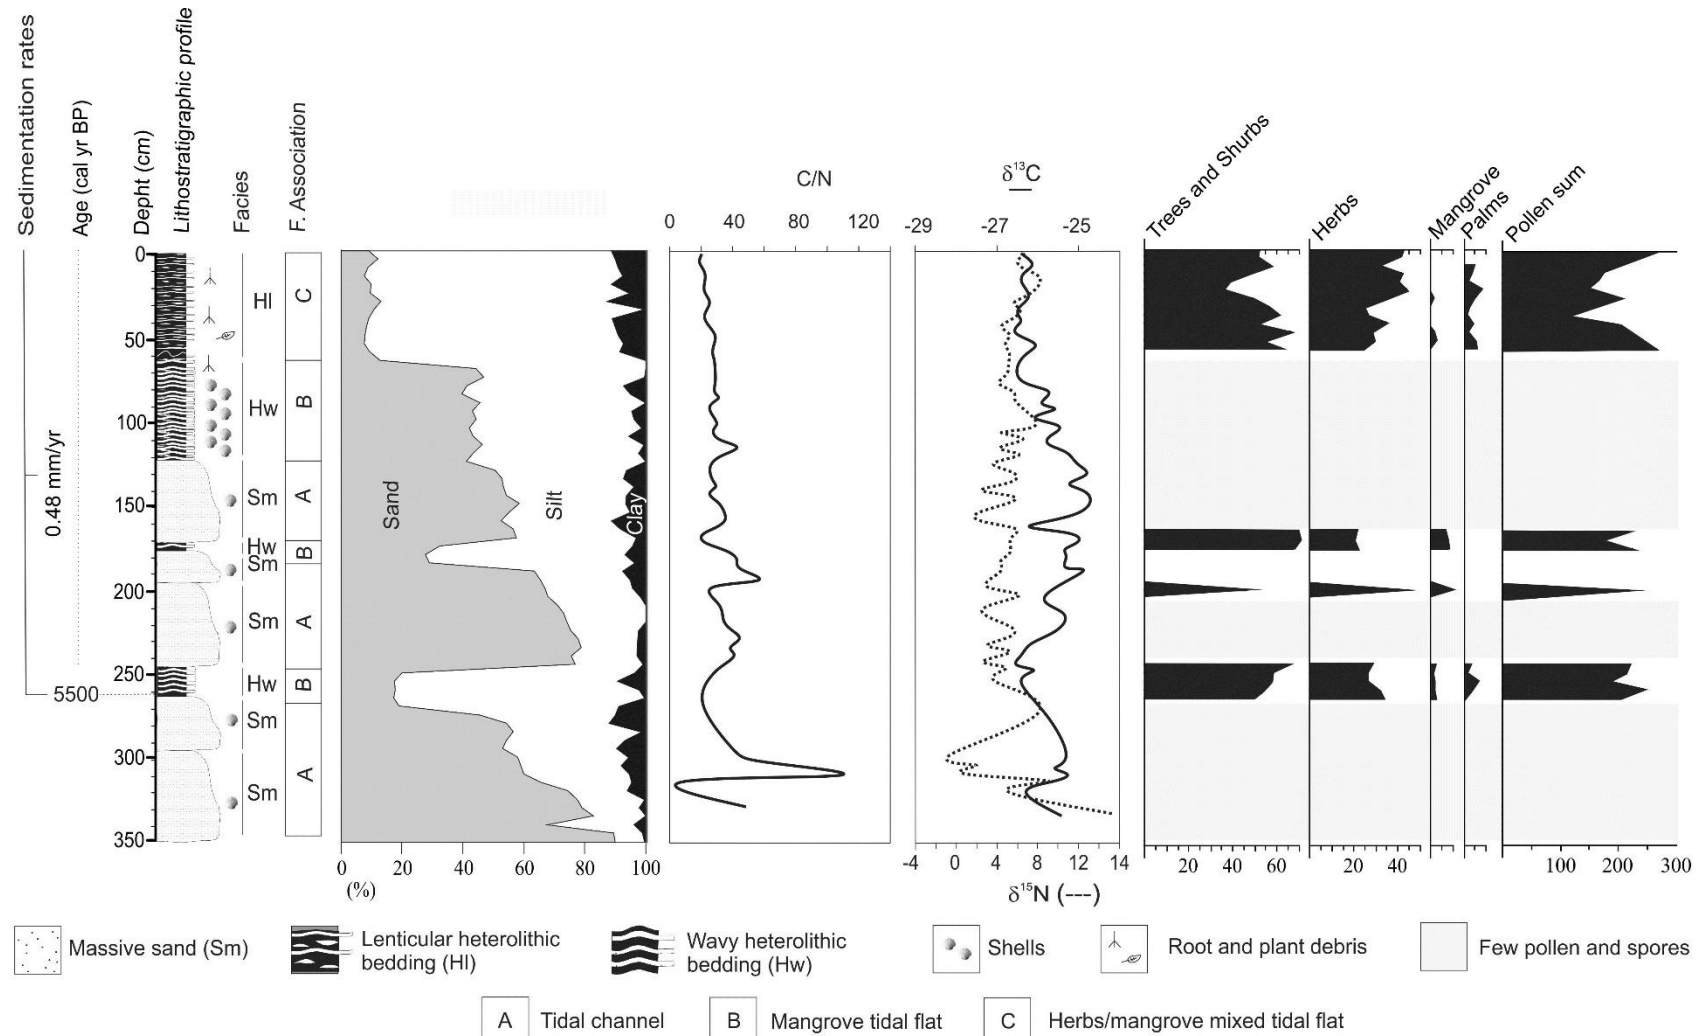 Sedimentation rates
Age (cal yr BP)
Depht (cm)
Lithostratigraphic profile
Facies
F. Association
C/N
δ¹³C
Trees and Shurbs
Herbs
Mangrove
Palms
Pollen sum
0 40 80 120
-29 -27 -25
0
50
100
150
200
250
300
350
0.48 mm/yr
5500
Hl
Hw
Sm
Hw
Sm
Sm
Hw
Sm
Sm
C
B
A
B
A
B
A
Sand
Silt
Clay
0 20 40 60 80 100
(%)
-4 0 4 6 8 12 14
δ¹⁵N (---)
20 40 60
20 40
100 200 300
Massive sand (Sm)
Lenticular heterolithic
bedding (Hl)
Wavy heterolithic
bedding (Hw)
Shells
Root and plant debris
Few pollen and spores
A Tidal channel
B Mangrove tidal flat
C Herbs/mangrove mixed tidal flat